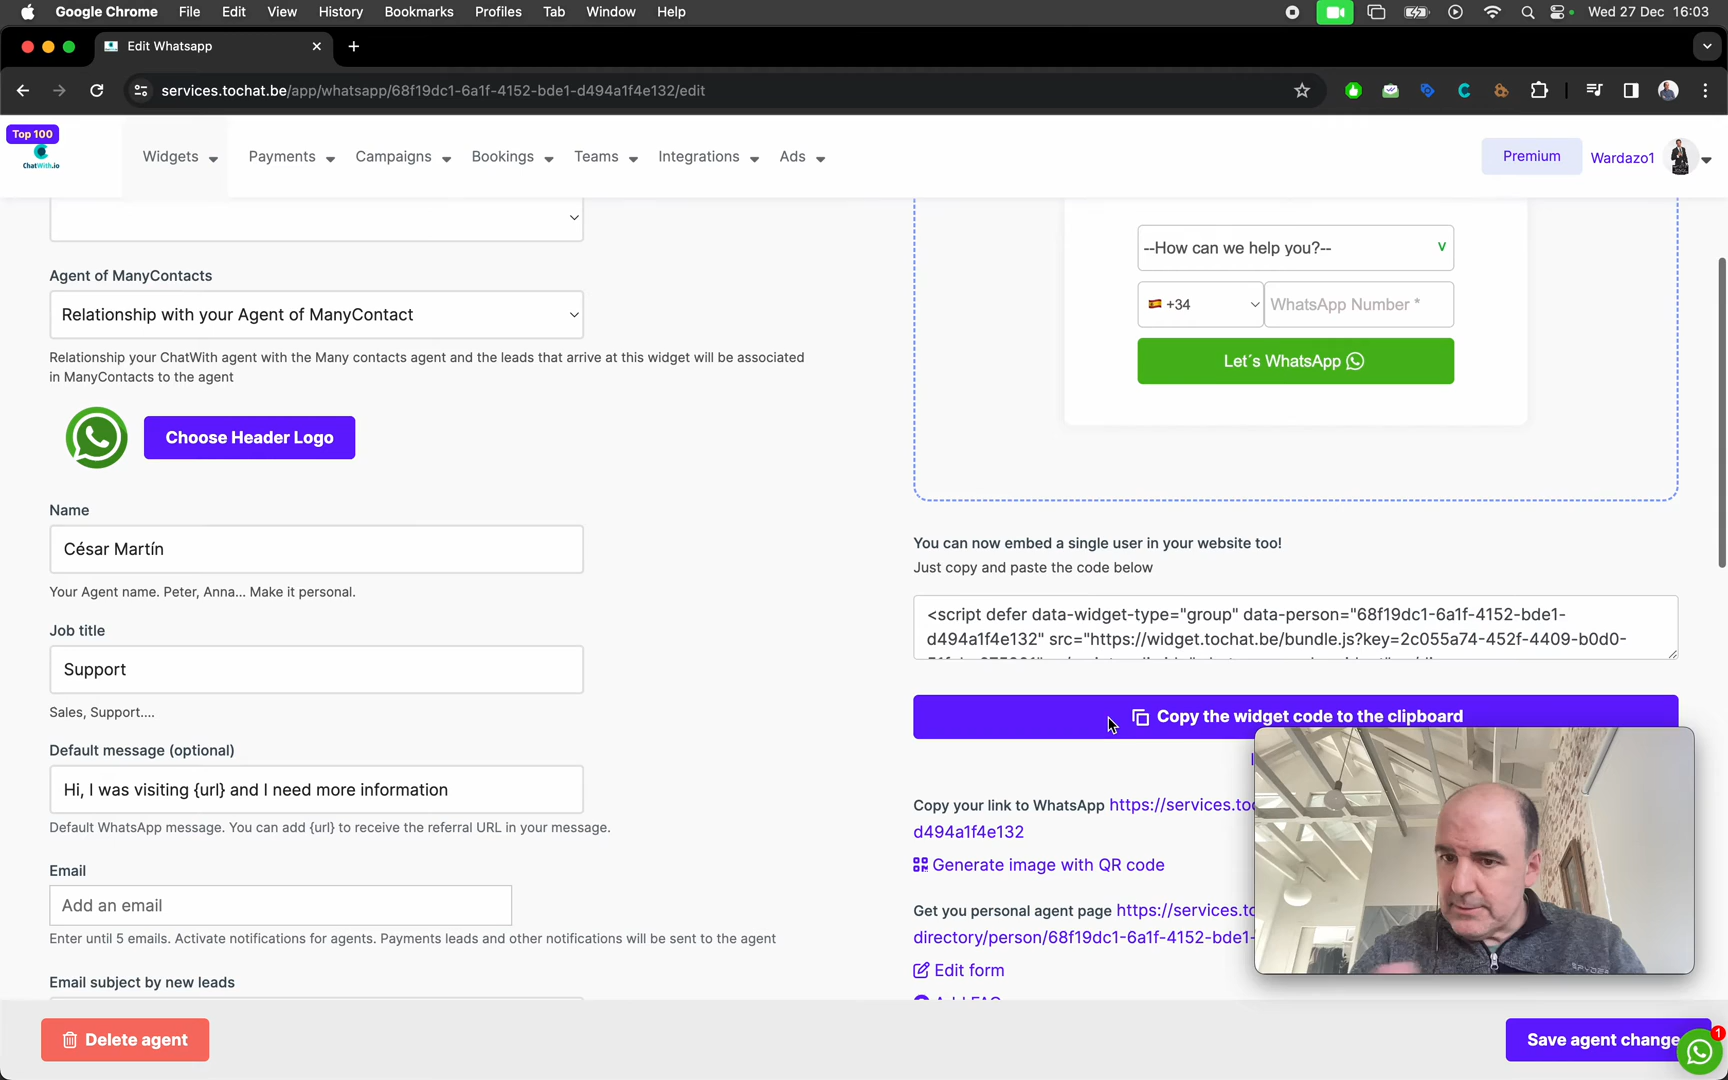 Google Chrome File Edit View History Bookmarks Profiles Tab Window Help
Wed 27 Dec 16:03
Edit Whatsapp
services.tochat.be/app/whatsapp/68f19dc1-6a1f-4152-bde1-d494a1f4e132/edit
Top 100
ChatWith.io
Widgets Payments Campaigns Bookings Teams Integrations Ads
Premium Wardazo1
Agent of ManyContacts
Relationship with your Agent of ManyContact
Relationship your ChatWith agent with the Many contacts agent and the leads that arrive at this widget will be associated
in ManyContacts to the agent
Choose Header Logo
Name
César Martín
Your Agent name. Peter, Anna... Make it personal.
Job title
Support
Sales, Support....
Default message (optional)
Hi, I was visiting {url} and I need more information
Default WhatsApp message. You can add {url} to receive the referral URL in your message.
Email
Add an email
Enter until 5 emails. Activate notifications for agents. Payments leads and other notifications will be sent to the agent
Email subject by new leads
Delete agent
--How can we help you?-- V
+34 WhatsApp Number *
Let´s WhatsApp
You can now embed a single user in your website too!
Just copy and paste the code below
<script defer data-widget-type="group" data-person="68f19dc1-6a1f-4152-bde1-
d494a1f4e132" src="https://widget.tochat.be/bundle.js?key=2c055a74-452f-4409-b0d0-
Copy the widget code to the clipboard
Copy your link to WhatsApp https://services.toc
d494a1f4e132
Generate image with QR code
Get you personal agent page https://services.to
directory/person/68f19dc1-6a1f-4152-bde1-
Edit form
Save agent change
1